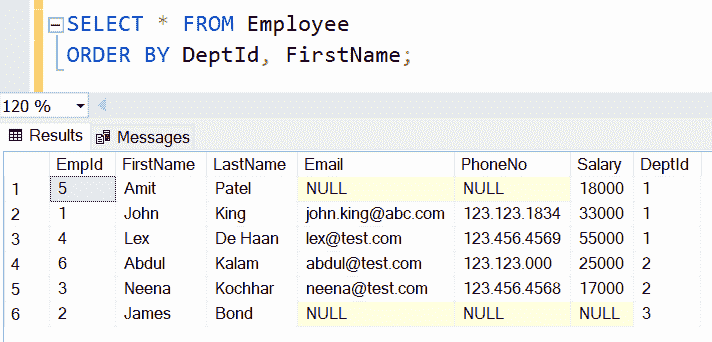 SELECT * FROM Employee
ORDER BY DeptId, FirstName;
120 %
Results Messages
EmpId FirstName LastName Email PhoneNo Salary DeptId
1 5 Amit Patel NULL NULL 18000 1
2 1 John King john.king@abc.com 123.123.1834 33000 1
3 4 Lex De Haan lex@test.com 123.456.4569 55000 1
4 6 Abdul Kalam abdul@test.com 123.123.000 25000 2
5 3 Neena Kochhar neena@test.com 123.456.4568 17000 2
6 2 James Bond NULL NULL NULL 3